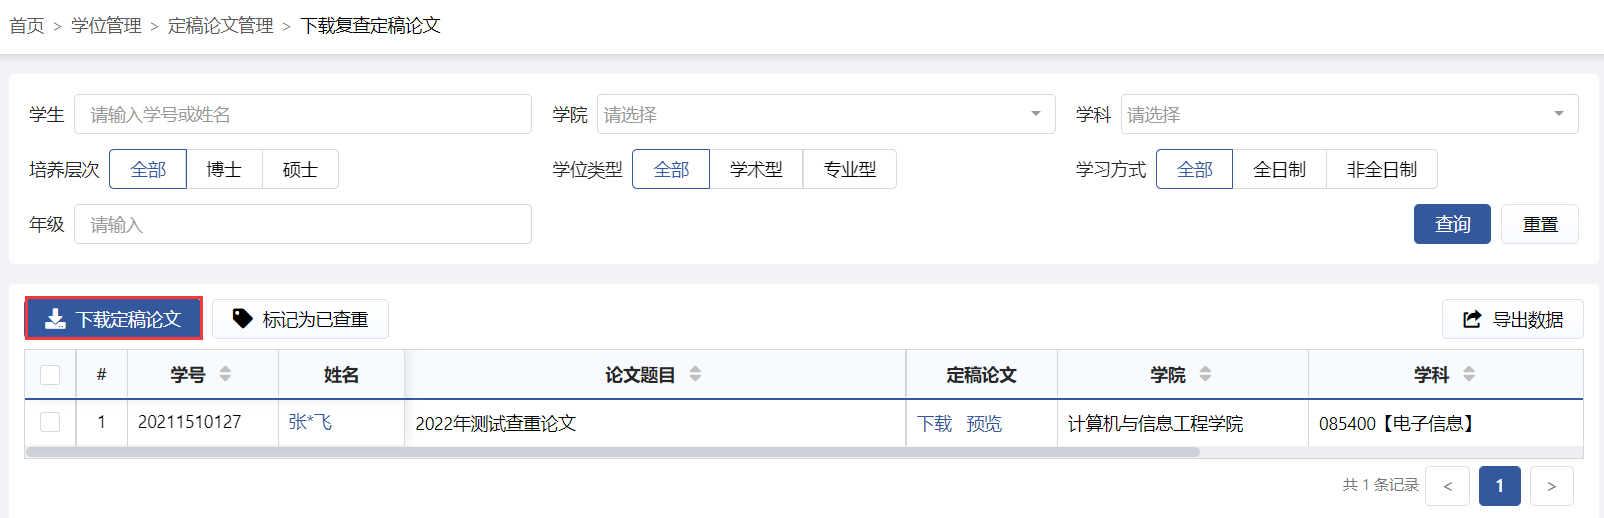 首页 > 学位管理 > 定稿论文管理 > 下载复查定稿论文
学生 请输入学号或姓名 学院 请选择 学科 请选择
培养层次 全部 博士 硕士 学位类型 全部 学术型 专业型 学习方式 全部 全日制 非全日制
年级 请输入 查询 重置
下载定稿论文 标记为已查重 导出数据
# 学号 姓名 论文题目 定稿论文 学院 学科
1 20211510127 张*飞 2022年测试查重论文 下载 预览 计算机与信息工程学院 085400【电子信息】
共 1 条记录 < 1 >